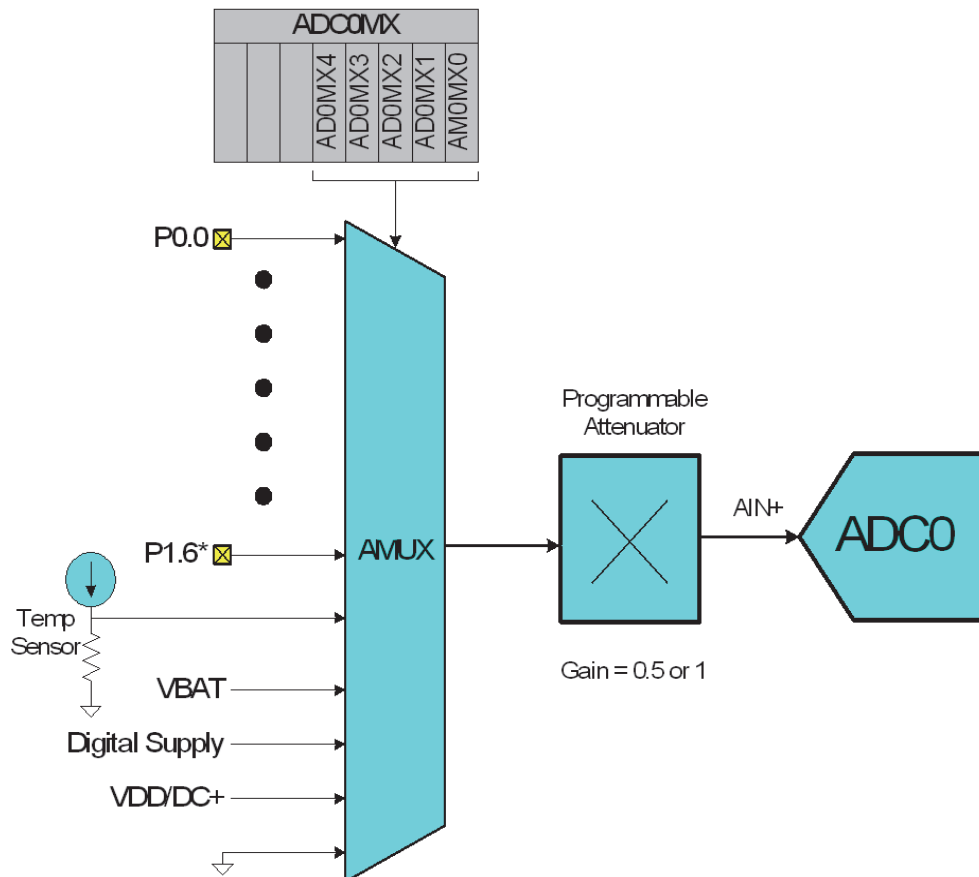 ADC0MX
AD0MX4
AD0MX3
AD0MX2
AD0MX1
AM0MX0
P0.0
Programmable
Attenuator
AIN+
ADC0
P1.6*
AMUX
Temp
Sensor
Gain = 0.5 or 1
VBAT
Digital Supply
VDD/DC+